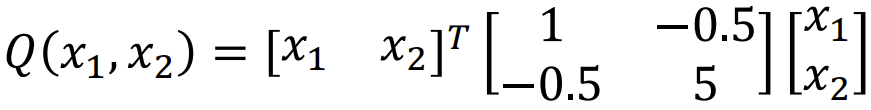 Q(x₁, x₂) = [x₁ x₂]ᵀ [1 −0.5; −0.5 5] [x₁; x₂]